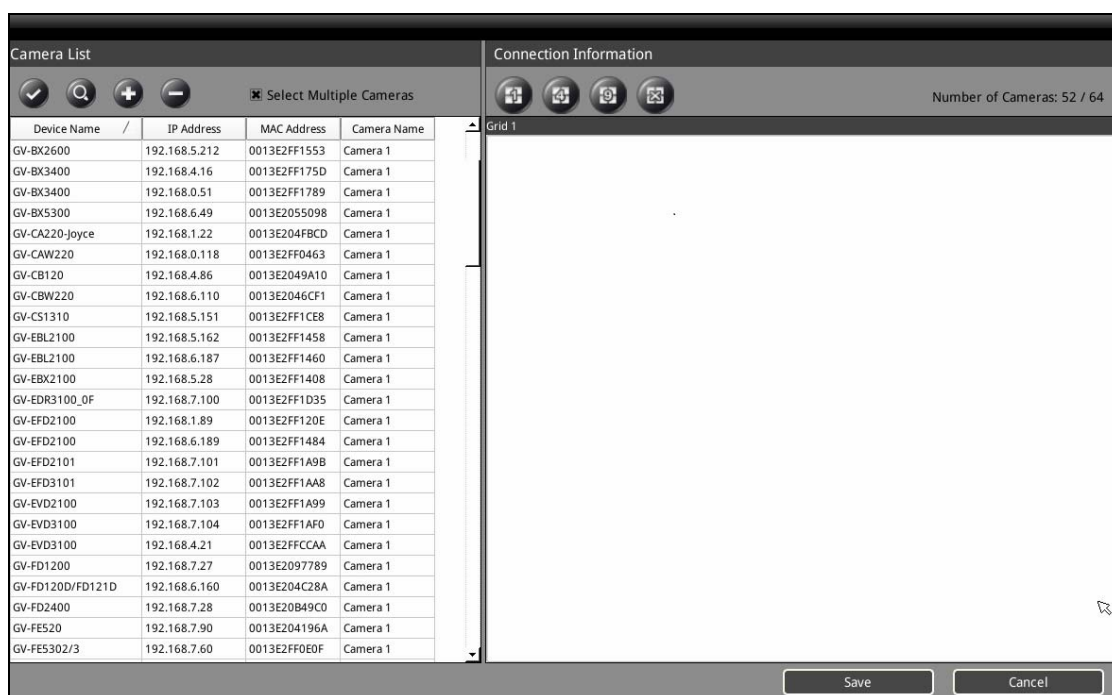 Camera List
Connection Information
Select Multiple Cameras
1 4 9
Number of Cameras: 52 / 64
Device Name / IP Address MAC Address Camera Name
Grid 1
GV-BX2600 192.168.5.212 0013E2FF1553 Camera 1
GV-BX3400 192.168.4.16 0013E2FF175D Camera 1
GV-BX3400 192.168.0.51 0013E2FF1789 Camera 1
GV-BX5300 192.168.6.49 0013E2055098 Camera 1
GV-CA220-Joyce 192.168.1.22 0013E204FBCD Camera 1
GV-CAW220 192.168.0.118 0013E2FF0463 Camera 1
GV-CB120 192.168.4.86 0013E2049A10 Camera 1
GV-CBW220 192.168.6.110 0013E2046CF1 Camera 1
GV-CS1310 192.168.5.151 0013E2FF1CE8 Camera 1
GV-EBL2100 192.168.5.162 0013E2FF1458 Camera 1
GV-EBL2100 192.168.6.187 0013E2FF1460 Camera 1
GV-EBX2100 192.168.5.28 0013E2FF1408 Camera 1
GV-EDR3100_0F 192.168.7.100 0013E2FF1D35 Camera 1
GV-EFD2100 192.168.1.89 0013E2FF120E Camera 1
GV-EFD2100 192.168.6.189 0013E2FF1484 Camera 1
GV-EFD2101 192.168.7.101 0013E2FF1A9B Camera 1
GV-EFD3101 192.168.7.102 0013E2FF1AA8 Camera 1
GV-EVD2100 192.168.7.103 0013E2FF1A99 Camera 1
GV-EVD3100 192.168.7.104 0013E2FF1AF0 Camera 1
GV-EVD3100 192.168.4.21 0013E2FFCCAA Camera 1
GV-FD1200 192.168.7.27 0013E2097789 Camera 1
GV-FD120D/FD121D 192.168.6.160 0013E204C28A Camera 1
GV-FD2400 192.168.7.28 0013E20B49C0 Camera 1
GV-FE520 192.168.7.90 0013E204196A Camera 1
GV-FE5302/3 192.168.7.60 0013E2FF0E0F Camera 1
Save
Cancel